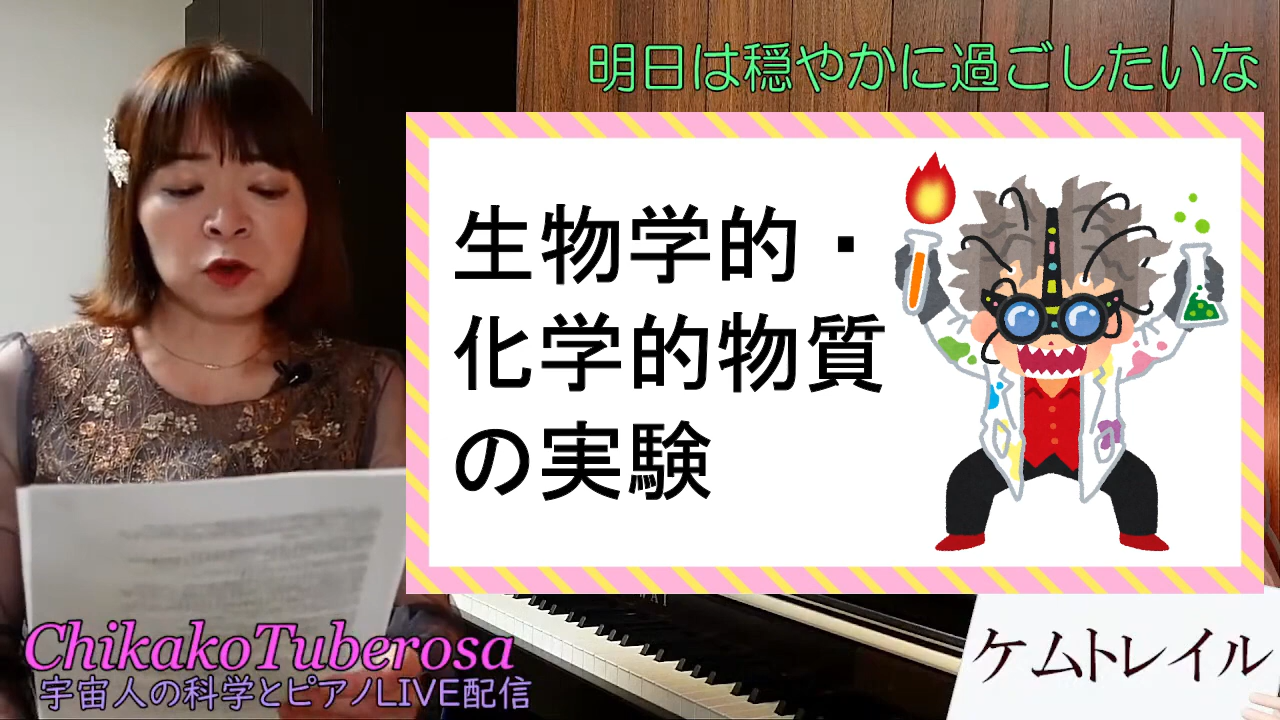 明日は穏やかに過ごしたいな
生物学的・
化学的物質
の実験
ChikakoTuberosa
宇宙人の科学とピアノLIVE配信
ケムトレイル